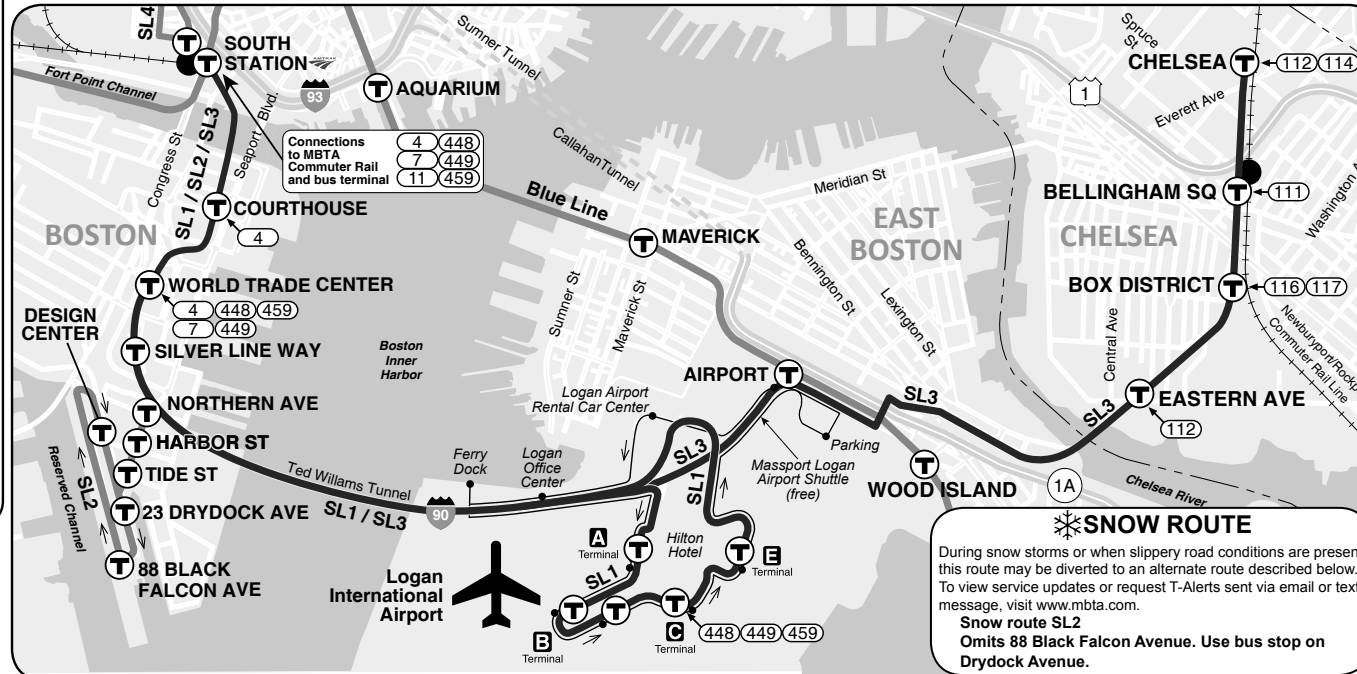 SL4
SOUTH
STATION
AMTRAK
Fort Point Channel
93
AQUARIUM
Sumner Tunnel
Callahan Tunnel
Congress St
Seaport Blvd.
SL1 / SL2 / SL3
Connections
to MBTA
Commuter Rail
and bus terminal
4 448
7 449
11 459
COURTHOUSE
4
BOSTON
WORLD TRADE CENTER
4 448 459
7 449
DESIGN
CENTER
SILVER LINE WAY
NORTHERN AVE
HARBOR ST
TIDE ST
23 DRYDOCK AVE
88 BLACK
FALCON AVE
SL2
Reserved Channel
Boston
Inner
Harbor
Blue Line
MAVERICK
Sumner St
Maverick St
Meridian St
Bennington St
Lexington St
EAST
BOSTON
AIRPORT
Logan Airport
Rental Car Center
Parking
Massport Logan
Airport Shuttle
(free)
WOOD ISLAND
Ferry
Dock
Logan
Office
Center
Ted Willams Tunnel
SL1 / SL3
90
SL3
SL1
SL1
A
Terminal
Hilton
Hotel
E
Terminal
B
Terminal
C
Terminal
448 449 459
Logan
International
Airport
SL3
SL3
1A
Chelsea River
Spruce
St
1
Everett Ave
CHELSEA
112 114
BELLINGHAM SQ
111
Washington A
CHELSEA
BOX DISTRICT
116 117
Newburyport/Rockp
Commuter Rail Line
Central Ave
EASTERN AVE
112
SNOW ROUTE
During snow storms or when slippery road conditions are presen
this route may be diverted to an alternate route described below.
To view service updates or request T-Alerts sent via email or text
message, visit www.mbta.com.
Snow route SL2
Omits 88 Black Falcon Avenue. Use bus stop on
Drydock Avenue.